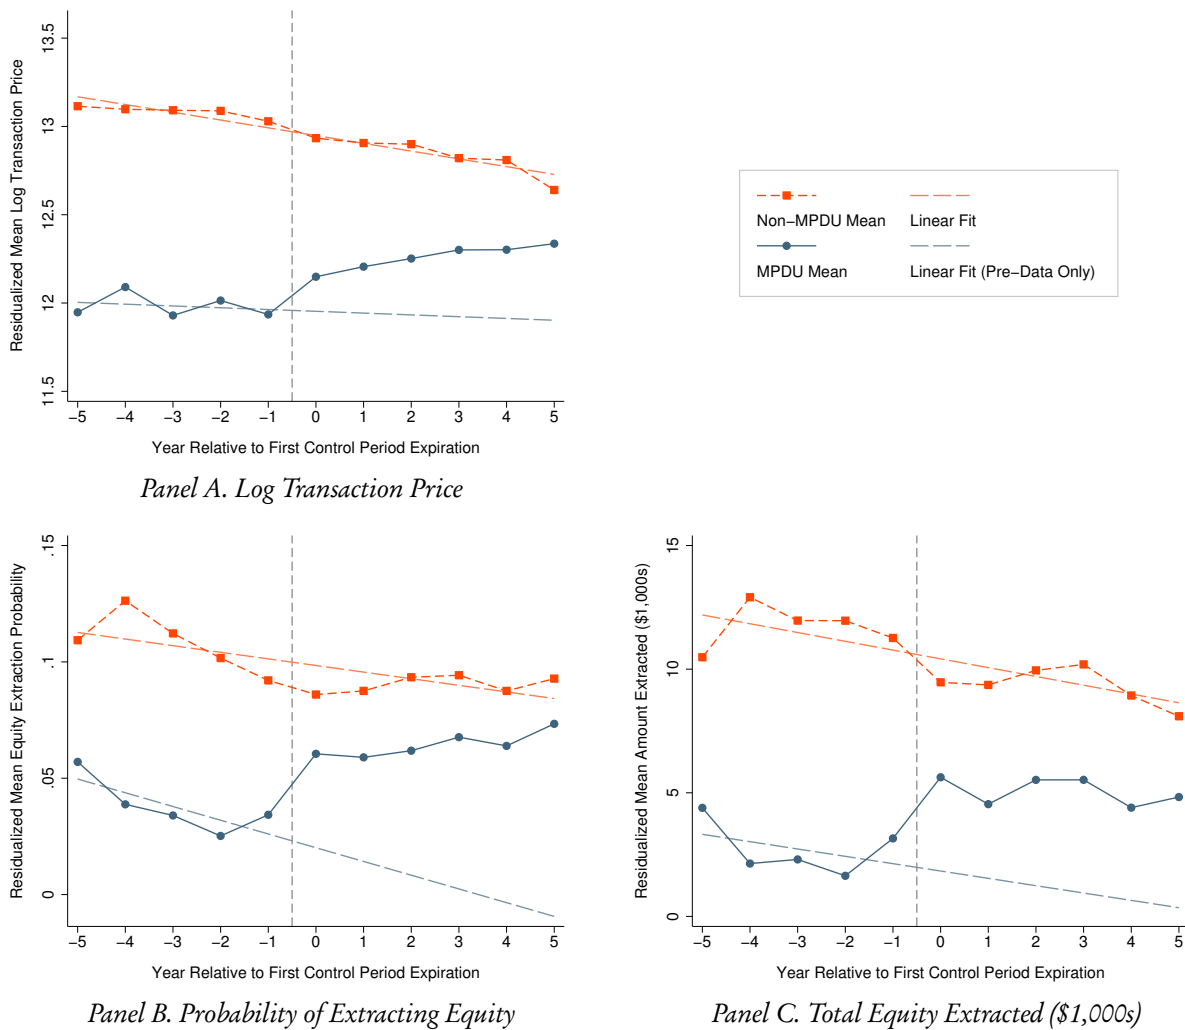 Residualized Mean Log Transaction Price
13.5
13
12.5
12
11.5
−5 −4 −3 −2 −1 0 1 2 3 4 5
Year Relative to First Control Period Expiration
Panel A. Log Transaction Price
Non−MPDU Mean Linear Fit
MPDU Mean Linear Fit (Pre−Data Only)
Residualized Mean Equity Extraction Probability
.15
.1
.05
0
−5 −4 −3 −2 −1 0 1 2 3 4 5
Year Relative to First Control Period Expiration
Panel B. Probability of Extracting Equity
Residualized Mean Amount Extracted ($1,000s)
15
10
5
0
−5 −4 −3 −2 −1 0 1 2 3 4 5
Year Relative to First Control Period Expiration
Panel C. Total Equity Extracted ($1,000s)